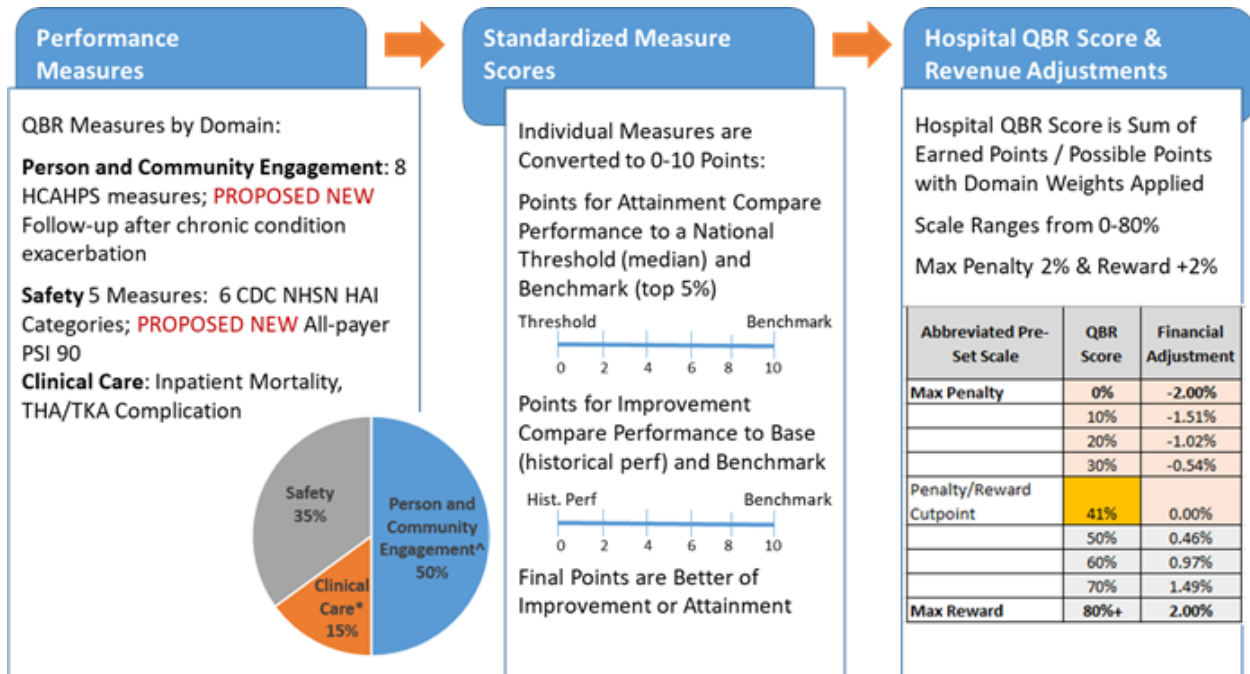 Performance
Measures
QBR Measures by Domain:
Person and Community Engagement: 8
HCAHPS measures; PROPOSED NEW
Follow-up after chronic condition
exacerbation
Safety 5 Measures:  6 CDC NHSN HAI
Categories; PROPOSED NEW All-payer
PSI 90
Clinical Care: Inpatient Mortality,
THA/TKA Complication
Safety
35%
Person and
Community
Engagement^
50%
Clinical
Care*
15%
Standardized Measure
Scores
Individual Measures are
Converted to 0-10 Points:
Points for Attainment Compare
Performance to a National
Threshold (median) and
Benchmark (top 5%)
Threshold Benchmark
0 2 4 6 8 10
Points for Improvement
Compare Performance to Base
(historical perf) and Benchmark
Hist. Perf Benchmark
0 2 4 6 8 10
Final Points are Better of
Improvement or Attainment
Hospital QBR Score &
Revenue Adjustments
Hospital QBR Score is Sum of
Earned Points / Possible Points
with Domain Weights Applied
Scale Ranges from 0-80%
Max Penalty 2% & Reward +2%
Abbreviated Pre-
Set Scale
QBR
Score
Financial
Adjustment
Max Penalty 0% -2.00%
10% -1.51%
20% -1.02%
30% -0.54%
Penalty/Reward
Cutpoint 41% 0.00%
50% 0.46%
60% 0.97%
70% 1.49%
Max Reward 80%+ 2.00%